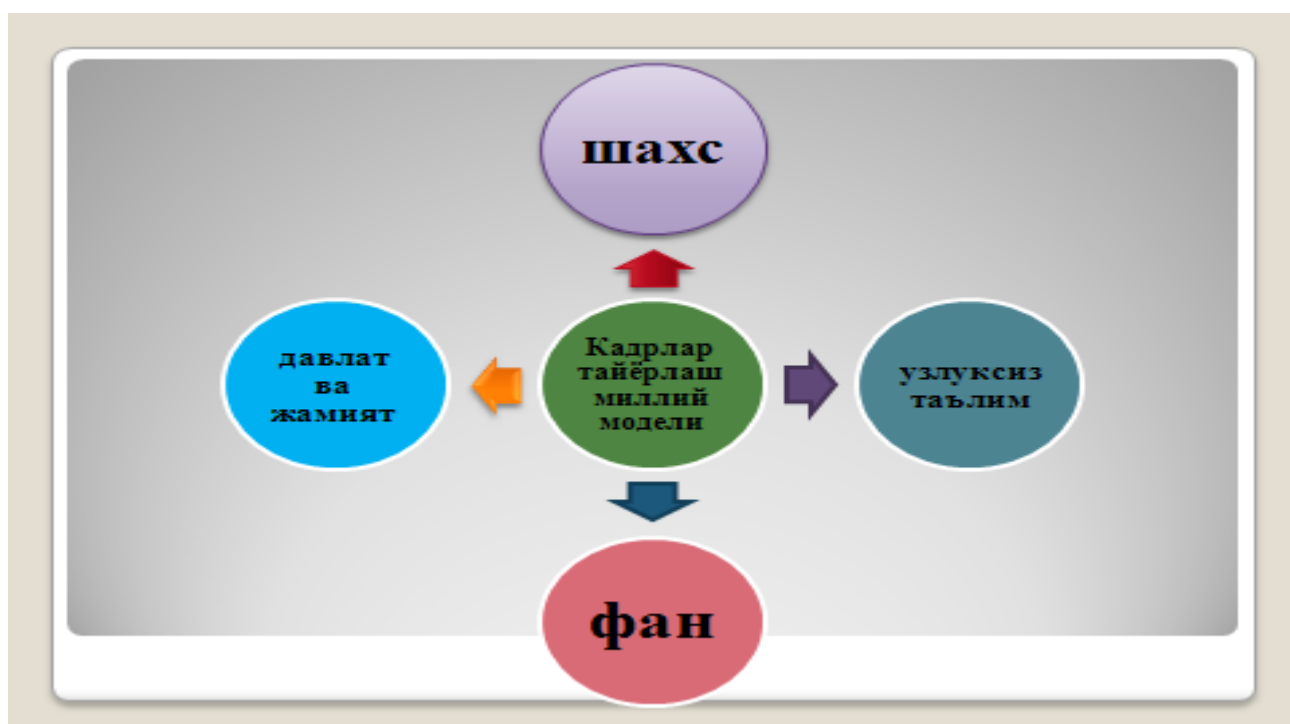 шахс
давлат
ва
жамият
Кадрлар
тайёрлаш
миллий
модели
узлуксиз
таълим
фан